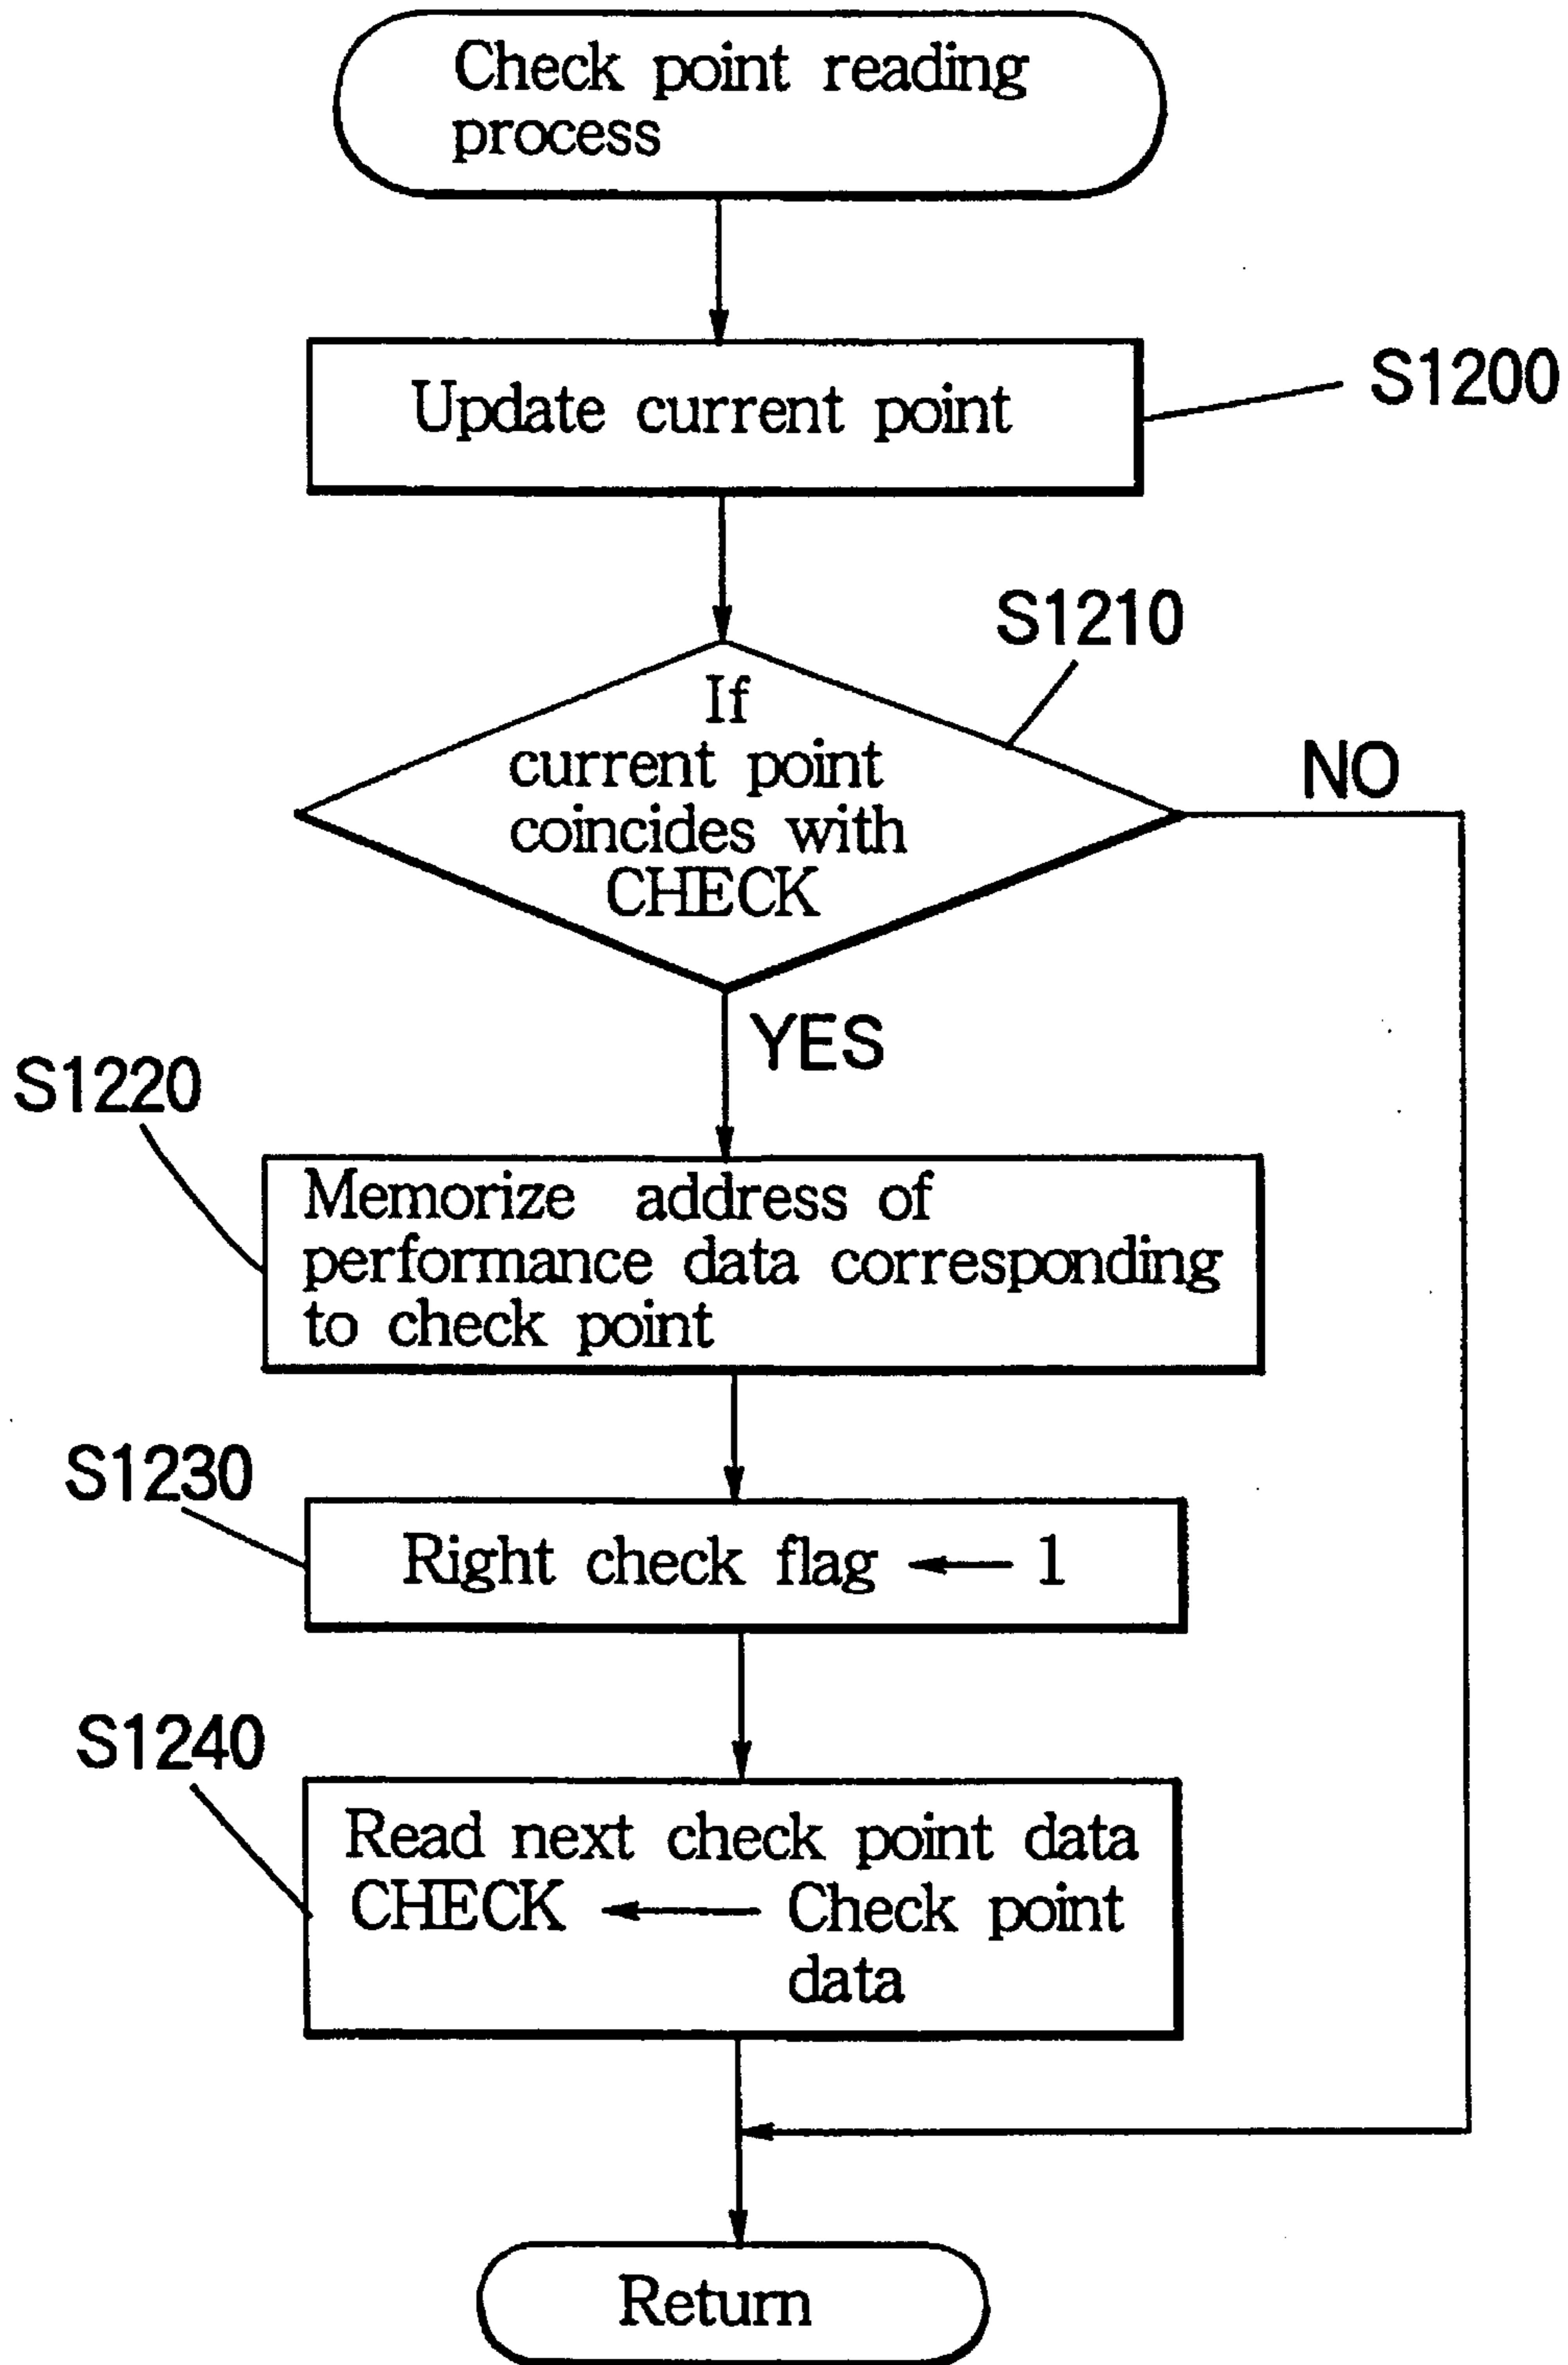 Check point reading
process
Update current point
S1200
S1210
If
current point
coincides with
CHECK
NO
YES
S1220
Memorize address of
performance data corresponding
to check point
S1230
Right check flag ← 1
S1240
Read next check point data
CHECK ← Check point
data
Return